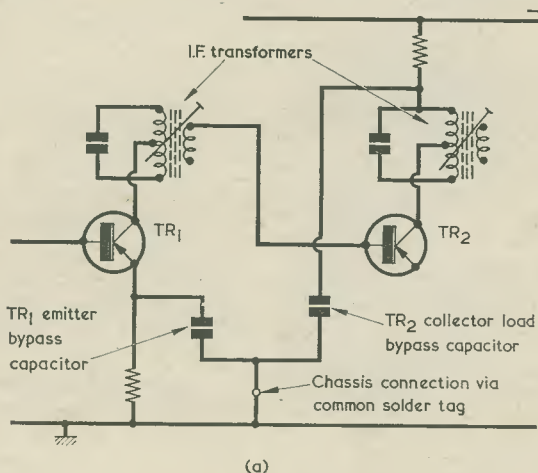 I.F. transformers
TR1
TR2
TR1 emitter
bypass
capacitor
TR2 collector load
bypass capacitor
Chassis connection via
common solder tag
(a)